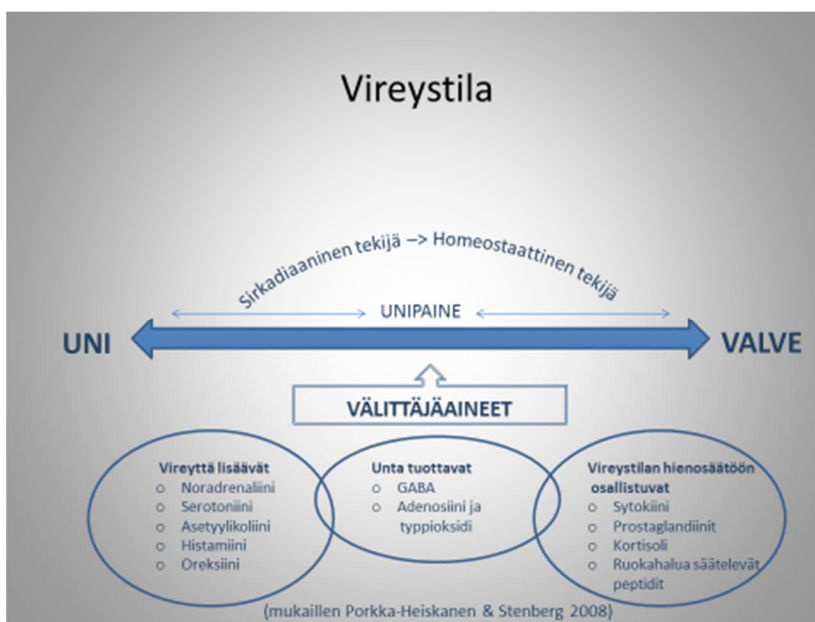 Vireystila
Sirkadiaaninen tekijä –> Homeostaattinen tekijä
UNIPAINE
UNI
VALVE
VÄLITTÄJÄAINEET
Vireyttä lisäävät
o Noradrenaliini
o Serotoniini
o Asetyylikoliini
o Histamiini
o Oreksiini
Unta tuottavat
o GABA
o Adenosiini ja
typpioksidi
Vireystilan hienosäätöön
osallistuvat
o Sytokiini
o Prostaglandiinit
o Kortisoli
o Ruokahalua säätelevät
peptidit
(mukaillen Porkka-Heiskanen & Stenberg 2008)